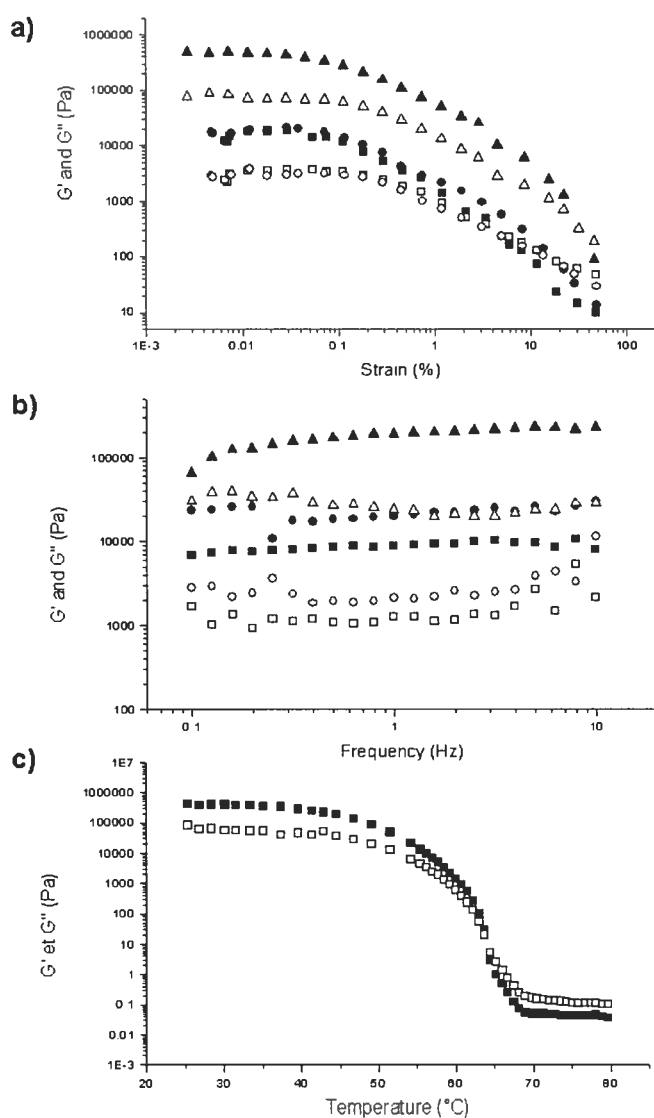 a)
1000000
100000
10000
1000
100
10
G' and G'' (Pa)
1E-3
0.01
0.1
1
10
100
Strain (%)
b)
100000
10000
1000
100
G' and G'' (Pa)
0 1
1
10
Frequency (Hz)
c)
1E7
1000000
100000
10000
1000
100
10
1
0.1
0.01
1E-3
G' et G'' (Pa)
20
30
40
50
60
70
80
Temperature (°C)